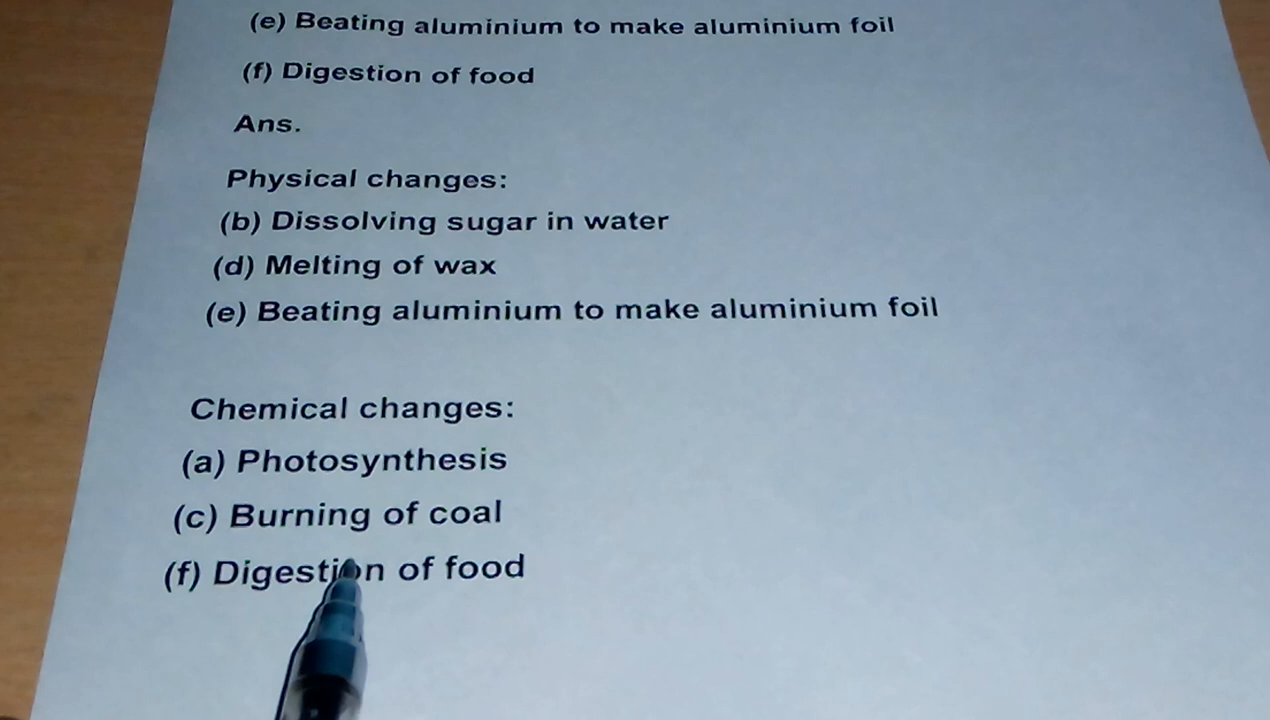 (e) Beating aluminium to make aluminium foil
(f) Digestion of food
Ans.
Physical changes:
(b) Dissolving sugar in water
(d) Melting of wax
(e) Beating aluminium to make aluminium foil
Chemical changes:
(a) Photosynthesis
(c) Burning of coal
(f) Digestion of food